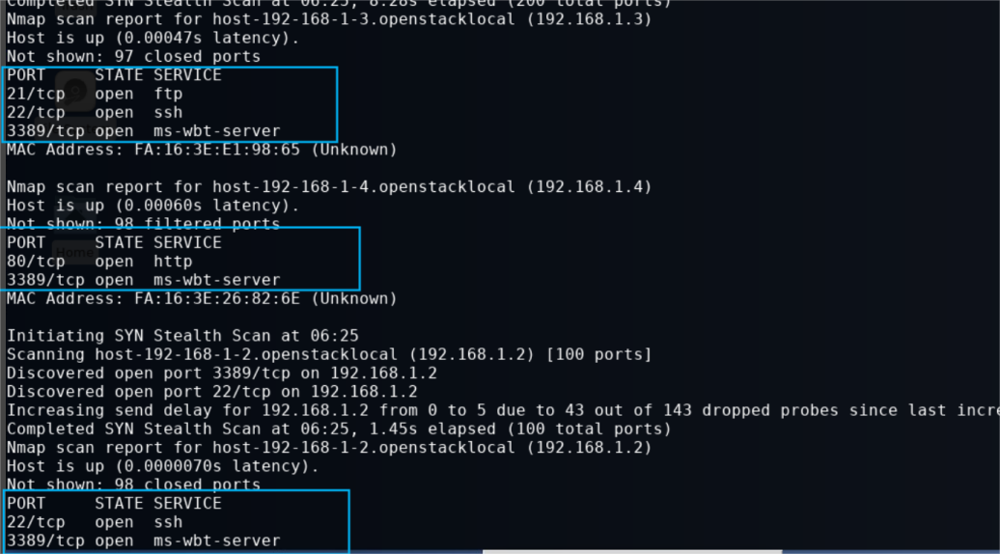 Completed SYN Stealth Scan at 06:25, 8.28s elapsed (200 total ports)
Nmap scan report for host-192-168-1-3.openstacklocal (192.168.1.3)
Host is up (0.00047s latency).
Not shown: 97 closed ports
PORT     STATE SERVICE
21/tcp   open  ftp
22/tcp   open  ssh
3389/tcp open  ms-wbt-server
MAC Address: FA:16:3E:E1:98:65 (Unknown)
Nmap scan report for host-192-168-1-4.openstacklocal (192.168.1.4)
Host is up (0.00060s latency).
Not shown: 98 filtered ports
PORT     STATE SERVICE
Home
80/tcp   open  http
3389/tcp open  ms-wbt-server
MAC Address: FA:16:3E:26:82:6E (Unknown)
Initiating SYN Stealth Scan at 06:25
Scanning host-192-168-1-2.openstacklocal (192.168.1.2) [100 ports]
Discovered open port 3389/tcp on 192.168.1.2
Discovered open port 22/tcp on 192.168.1.2
Increasing send delay for 192.168.1.2 from 0 to 5 due to 43 out of 143 dropped probes since last incre
Completed SYN Stealth Scan at 06:25, 1.45s elapsed (100 total ports)
Nmap scan report for host-192-168-1-2.openstacklocal (192.168.1.2)
Host is up (0.0000070s latency).
Not shown: 98 closed ports
PORT     STATE SERVICE
22/tcp   open  ssh
3389/tcp open  ms-wbt-server